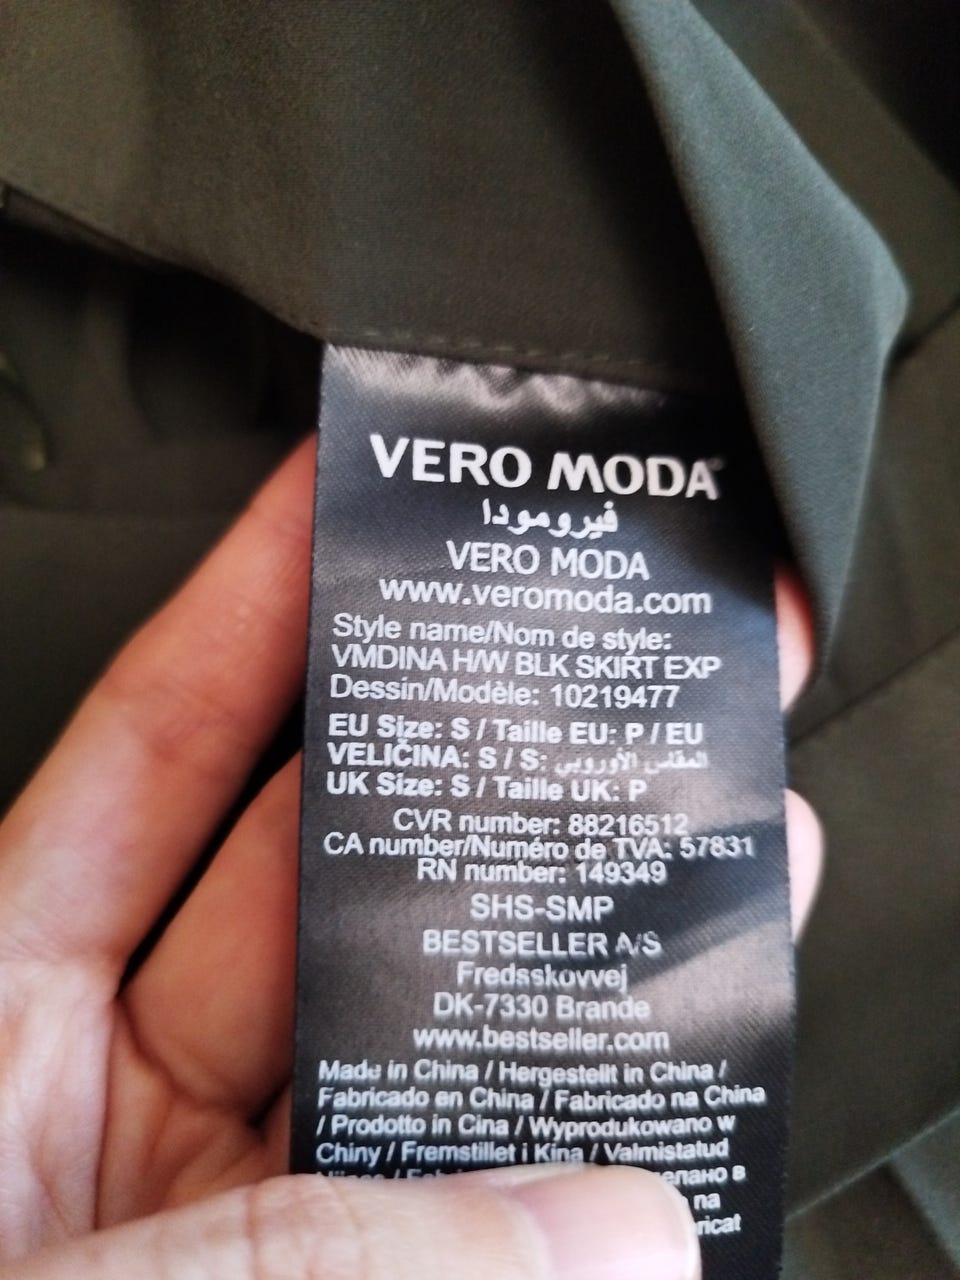 VERO MODA
فيرومودا
VERO MODA
www.veromoda.com
Style name/Nom de style:
VMDINA H/W BLK SKIRT EXP
Dessin/Modèle: 10219477
EU Size: S / Taille EU: P / EU
VELIČINA: S / S: المقاس الأوروبي
UK Size: S / Taille UK: P
CVR number: 88216512
CA number/Numéro de TVA: 57831
RN number: 149349
SHS-SMP
BESTSELLER A/S
Fredsskovvej
DK-7330 Brande
www.bestseller.com
Made in China / Hergestellt in China /
Fabricado en China / Fabricado na China
/ Prodotto in Cina / Wyprodukowano w
Chiny / Fremstillet i Kina / Valmistatud
в
na